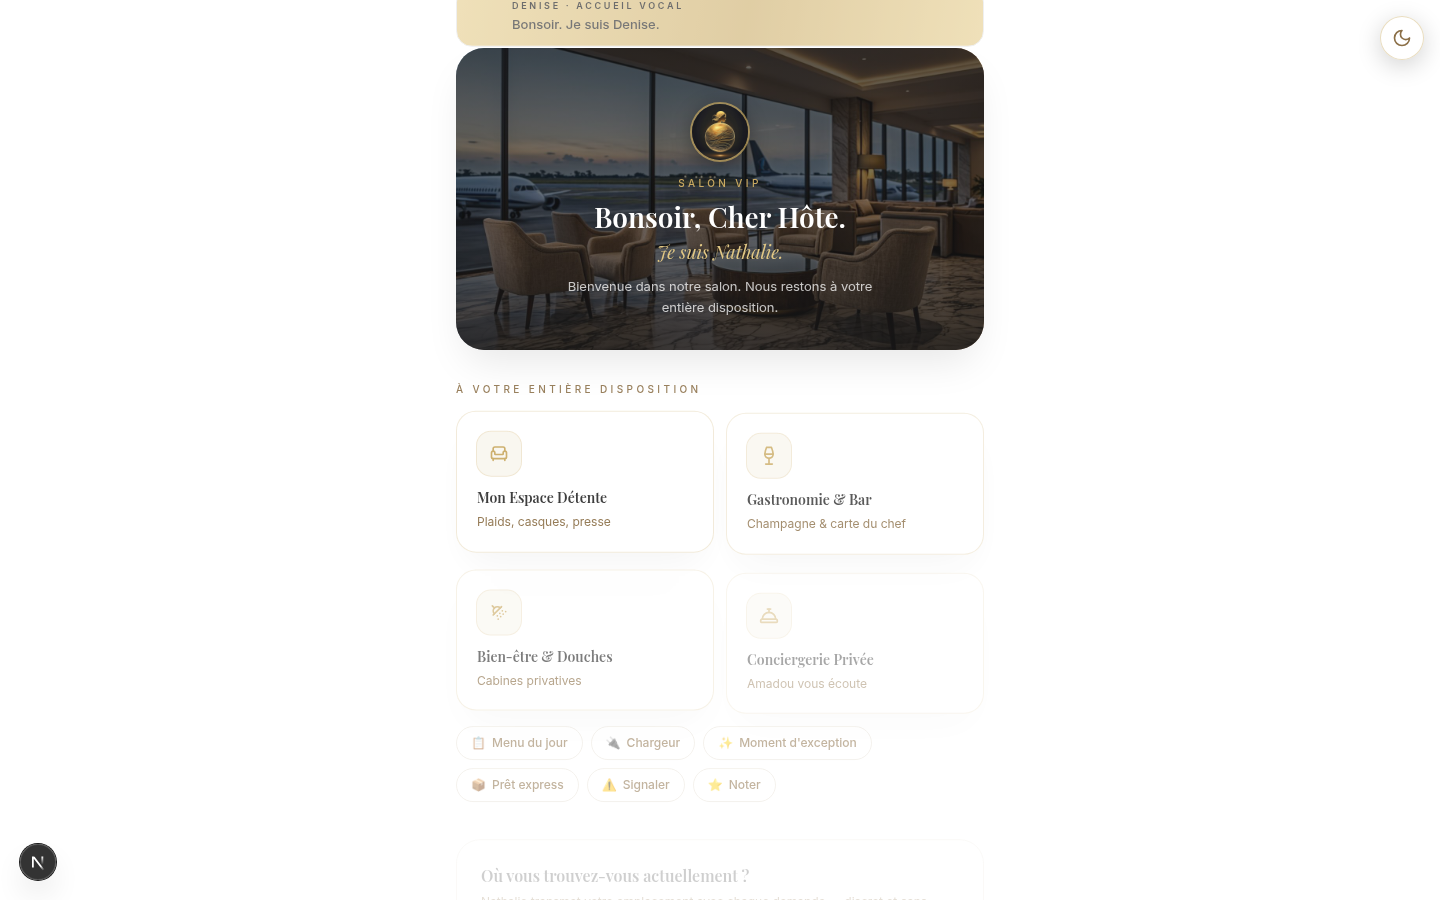 DENISE · ACCUEIL VOCAL
Bonsoir. Je suis Denise.
SALON VIP
Bonsoir, Cher Hôte.
Je suis Nathalie.
Bienvenue dans notre salon. Nous restons à votre
entière disposition.
À VOTRE ENTIÈRE DISPOSITION
Mon Espace Détente
Plaids, casques, presse
Gastronomie & Bar
Champagne & carte du chef
Bien-être & Douches
Cabines privatives
Conciergerie Privée
Amadou vous écoute
Menu du jour
Chargeur
Moment d'exception
Prêt express
Signaler
Noter
N
Où vous trouvez-vous actuellement ?